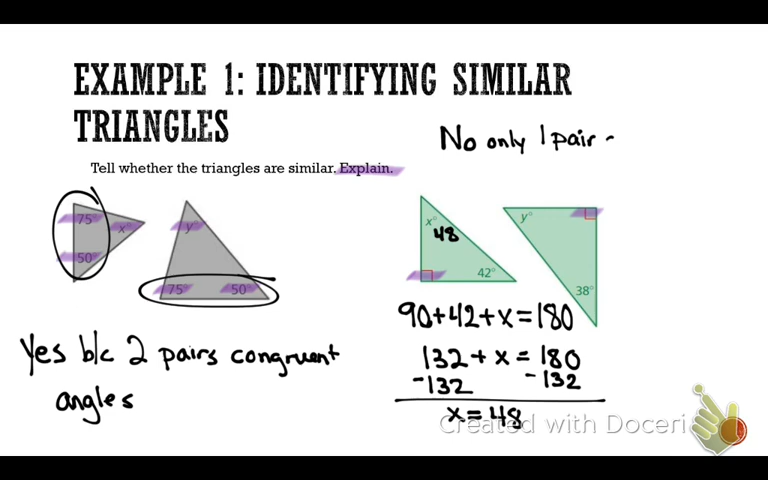 EXAMPLE 1: IDENTIFYING SIMILAR
TRIANGLES
No only 1 pair -
Tell whether the triangles are similar. Explain.
75°
x°
50°
y°
75° 50°
x°
48
42°
y°
38°
90+42+x=180
132+x=180
-132 -132
x=48
Yes b/c 2 pairs congruent
angles
Created with Doceri